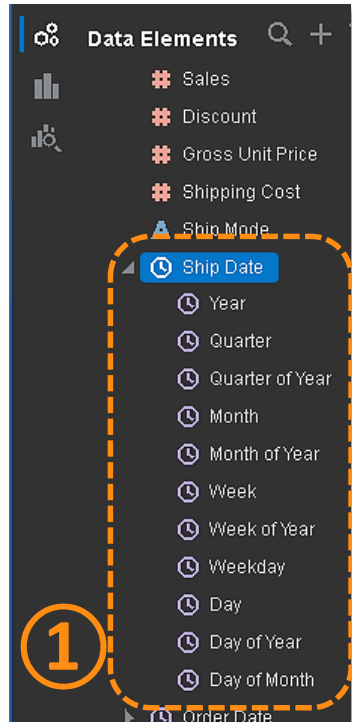 Data Elements
Sales
Discount
Gross Unit Price
Shipping Cost
Ship Mode
Ship Date
Year
Quarter
Quarter of Year
Month
Month of Year
Week
Week of Year
Weekday
Day
Day of Year
Day of Month
Order Date
1